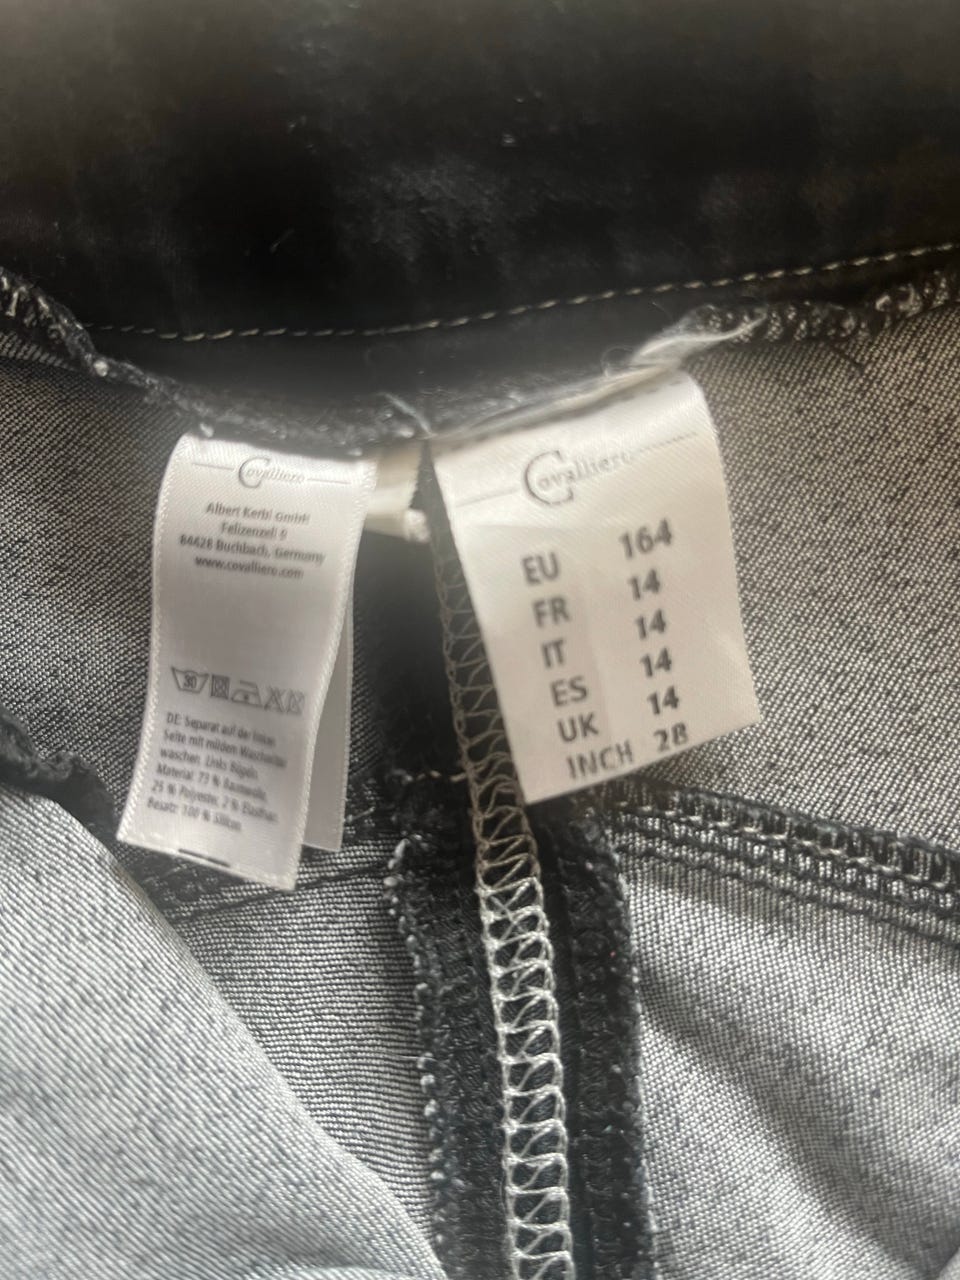 Covalliero
Albert Kerbl GmbH
Felizenzell 9
84428 Buchbach, Germany
www.covalliero.com
30
DE: Separat auf der linken
Seite mit milden Waschmittel
waschen. Links Bügeln.
Material: 73 % Baumwolle,
25 % Polyester, 2 % Elasthan,
Besatz: 100 % Silikon
Covalliero
EU 164
FR 14
IT 14
ES 14
UK 14
INCH 28